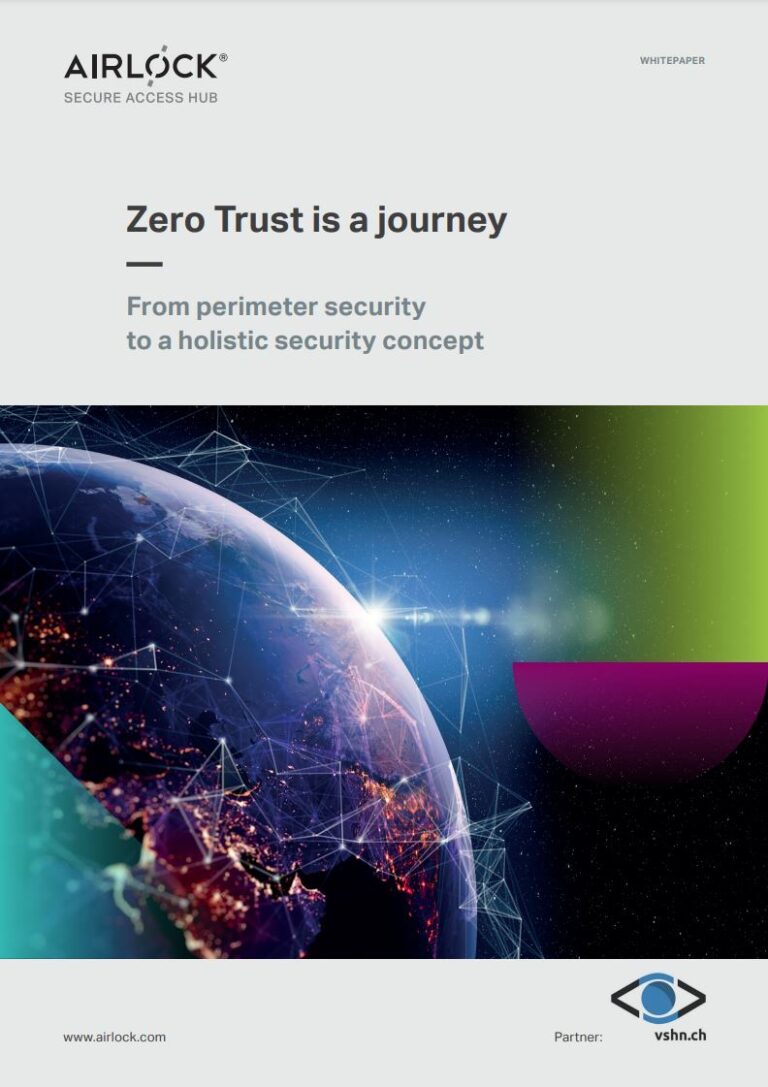 AIRLOCK®
SECURE ACCESS HUB
WHITEPAPER
Zero Trust is a journey
From perimeter security
to a holistic security concept
www.airlock.com
Partner:
vshn.ch